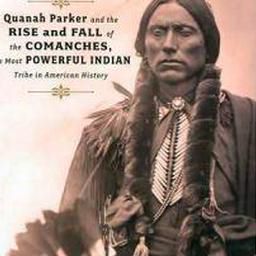 Quanah Parker and the
RISE and FALL of
the COMANCHES,
Most POWERFUL INDIAN
Tribe in American History